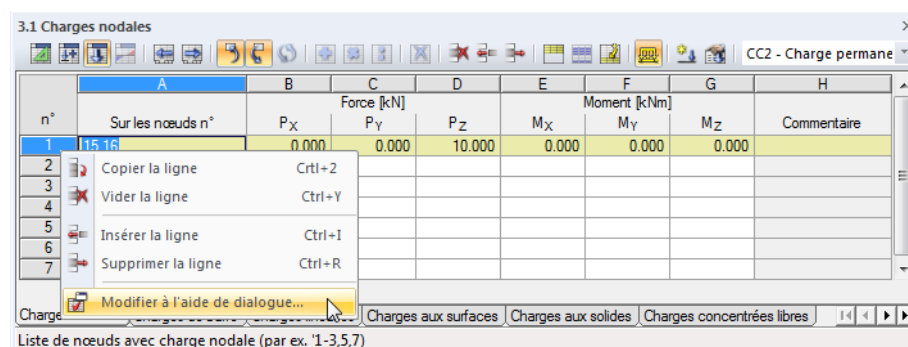 3.1 Charges nodales
CC2 - Charge permane
A B C D E F G H
Force [kN] Moment [kNm]
n° Sur les nœuds n° PX PY PZ MX MY MZ Commentaire
1 15,16 0.000 0.000 10.000 0.000 0.000 0.000
2 Copier la ligne Crtl+2
3
4 Vider la ligne Ctrl+Y
5 Insérer la ligne Ctrl+I
6
7 Supprimer la ligne Ctrl+R
Modifier à l'aide de dialogue...
Charge Charges aux surfaces Charges aux solides Charges concentrées libres
Liste de nœuds avec charge nodale (par ex. '1-3,5,7)